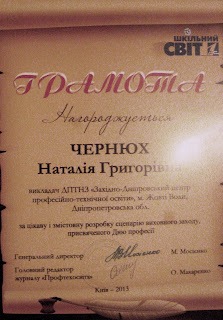 ШКІЛЬНИЙ
СВІТ
ГРАМОТА
Нагороджується
ЧЕРНЮХ
Наталія Григорівна
викладач ДПТНЗ «Західно-Дніпровський центр
професійно-технічної освіти», м. Жовті Води,
Дніпропетровська обл.
за цікаву і змістовну розробку сценарію виховного заходу,
присвяченого Дню професії
Генеральний директор М. Мосієнко
Головний редактор
журналу «Профтехосвіта» О. Макаренко
Київ – 2013